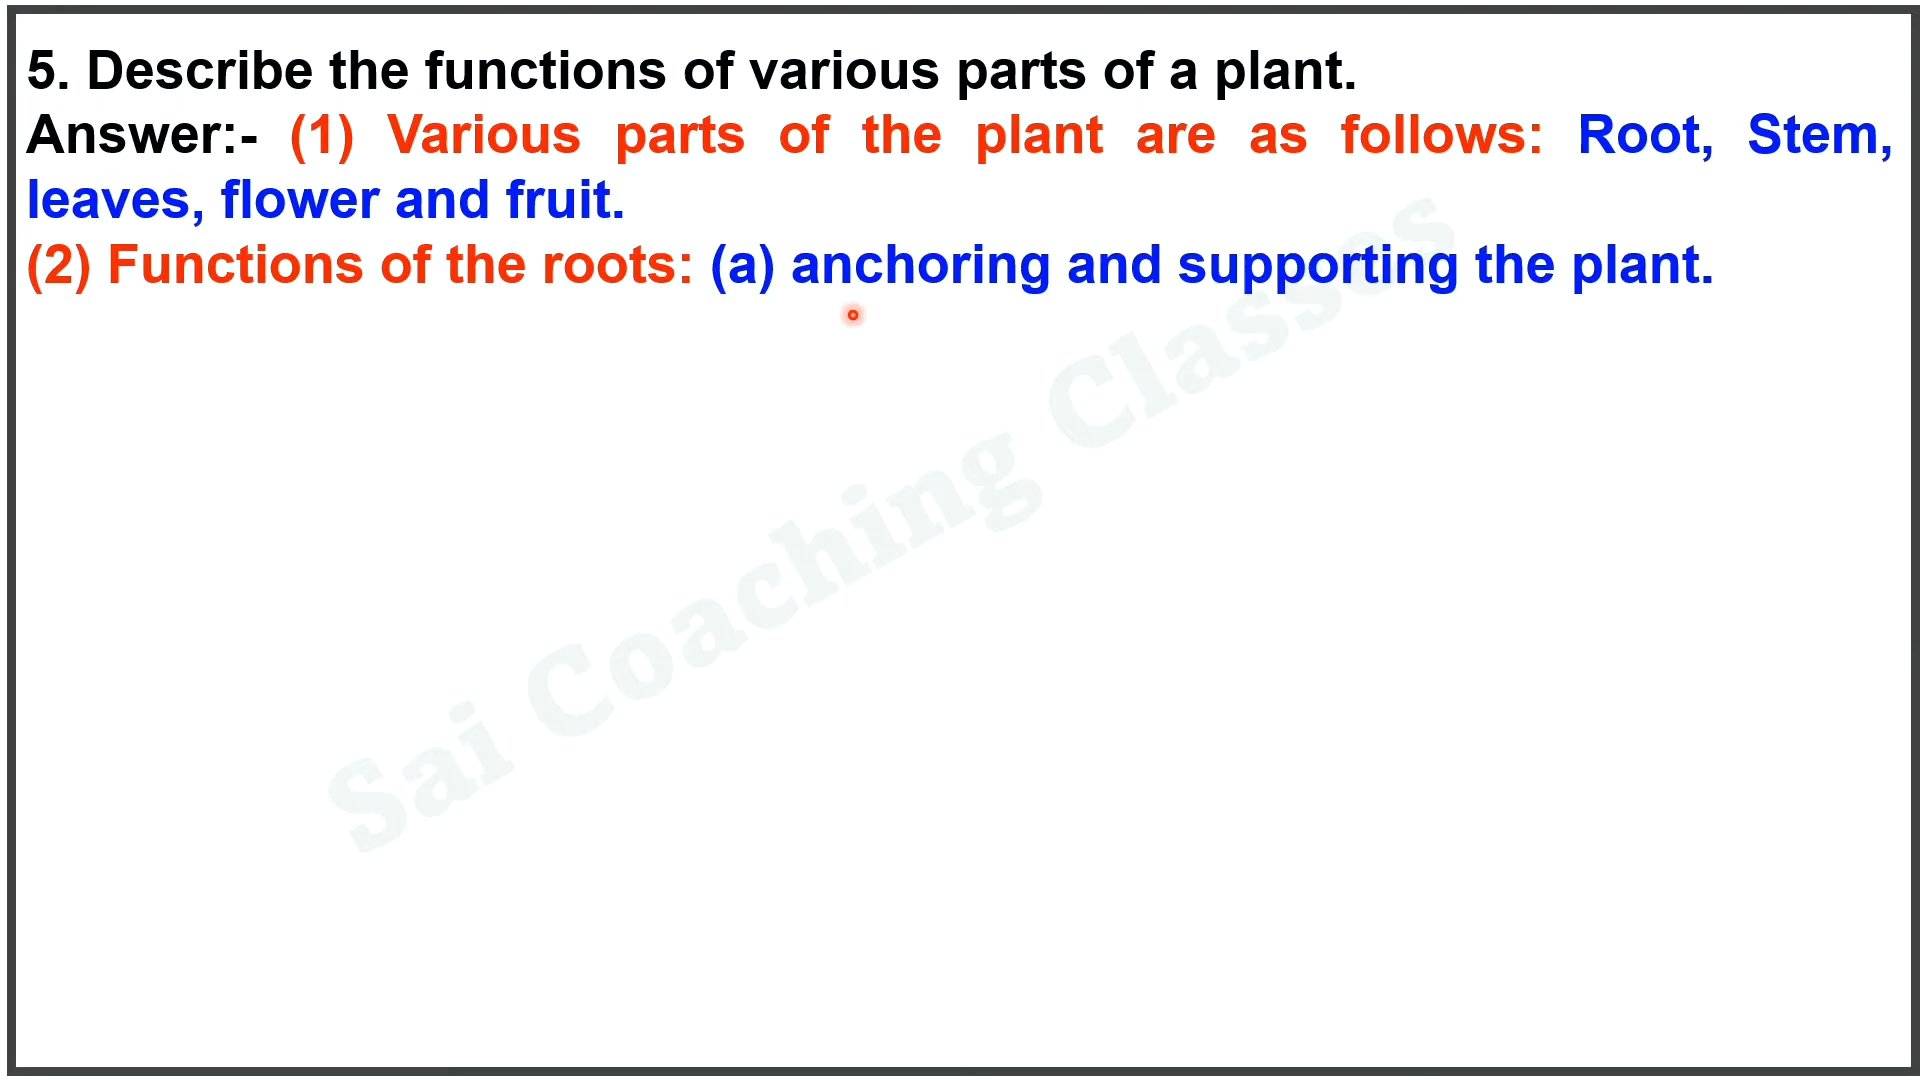 5. Describe the functions of various parts of a plant.
Answer:- (1) Various parts of the plant are as follows: Root, Stem,
leaves, flower and fruit.
(2) Functions of the roots: (a) anchoring and supporting the plant.
Sai Coaching Classes